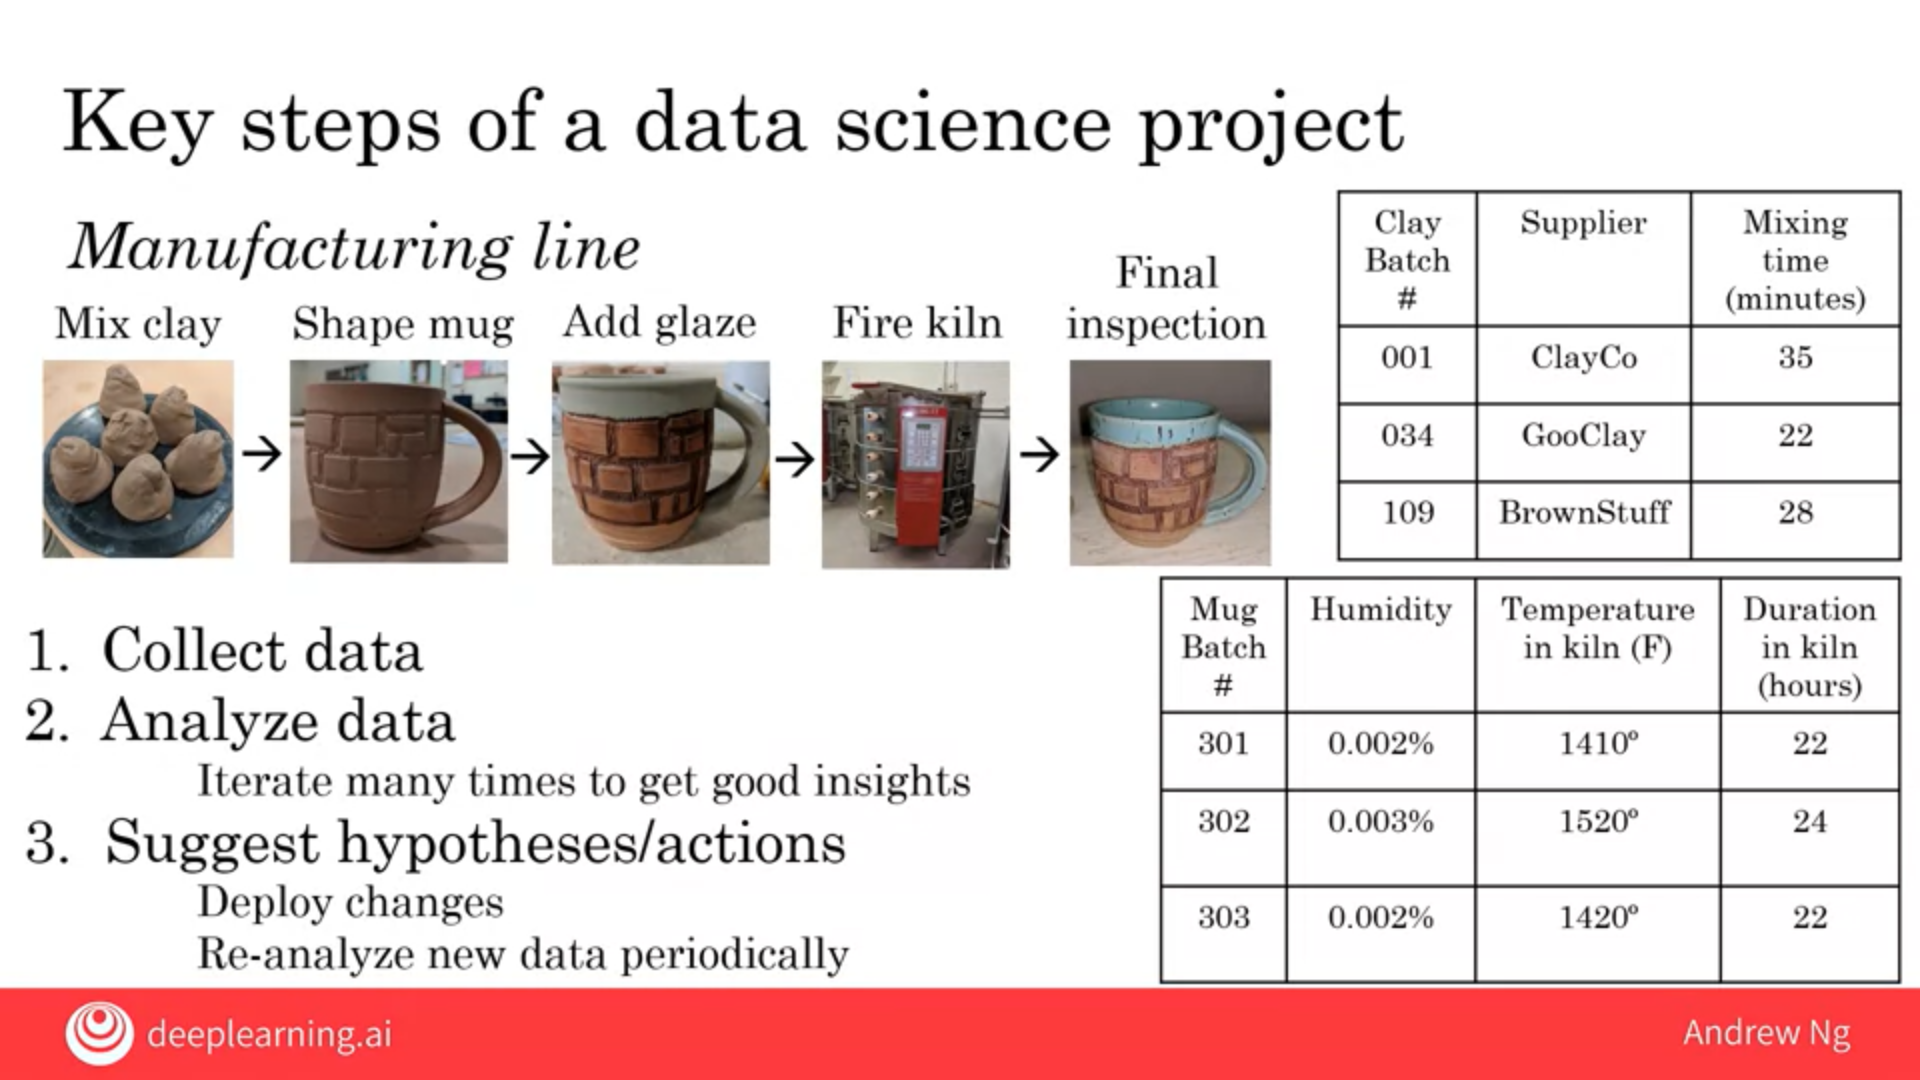 Key steps of a data science project
Manufacturing line
Mix clay
Shape mug
Add glaze
Fire kiln
Final
inspection
Clay
Batch
#
Supplier
Mixing
time
(minutes)
001
ClayCo
35
034
GooClay
22
109
BrownStuff
28
1. Collect data
2. Analyze data
Iterate many times to get good insights
3. Suggest hypotheses/actions
Deploy changes
Re-analyze new data periodically
Mug
Batch
#
Humidity
Temperature
in kiln (F)
Duration
in kiln
(hours)
301
0.002%
1410º
22
302
0.003%
1520º
24
303
0.002%
1420º
22
deeplearning.ai
Andrew Ng